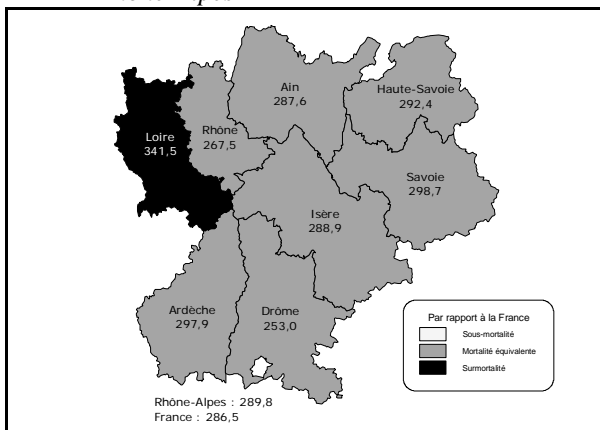 Ain
287,6
Haute-Savoie
292,4
Loire
341,5
Rhône
267,5
Savoie
298,7
Isère
288,9
Ardèche
297,9
Drôme
253,0
Par rapport à la France
Sous-mortalité
Mortalité équivalente
Surmortalité
Rhône-Alpes : 289,8
France : 286,5